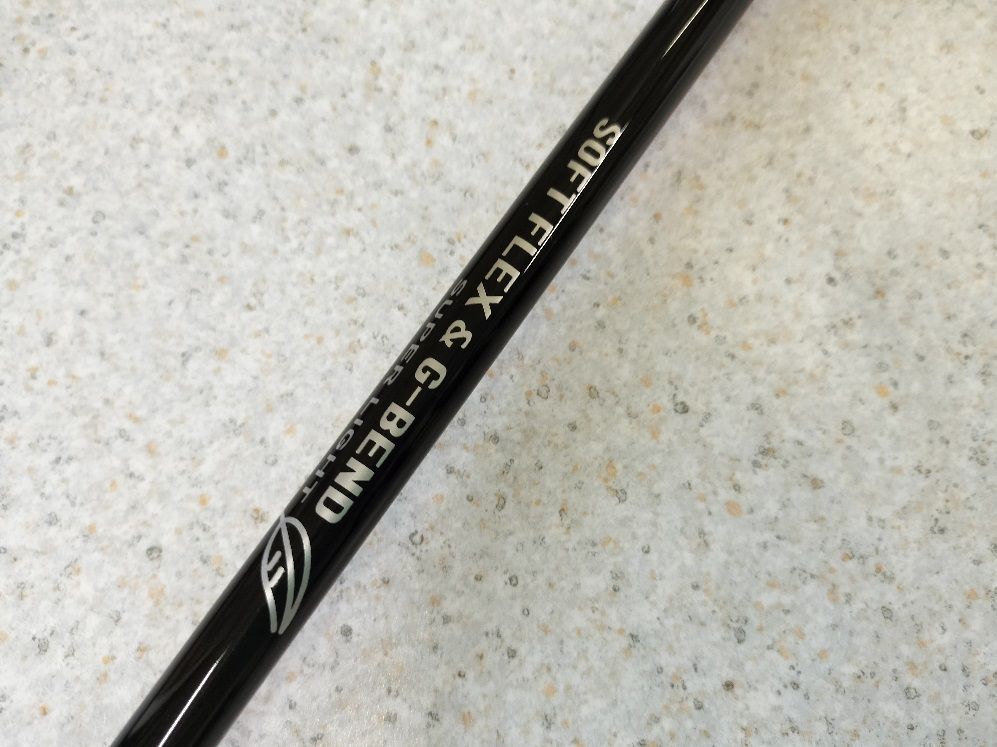 SOFT FLEX & G-BEND
SUPER LIGHT